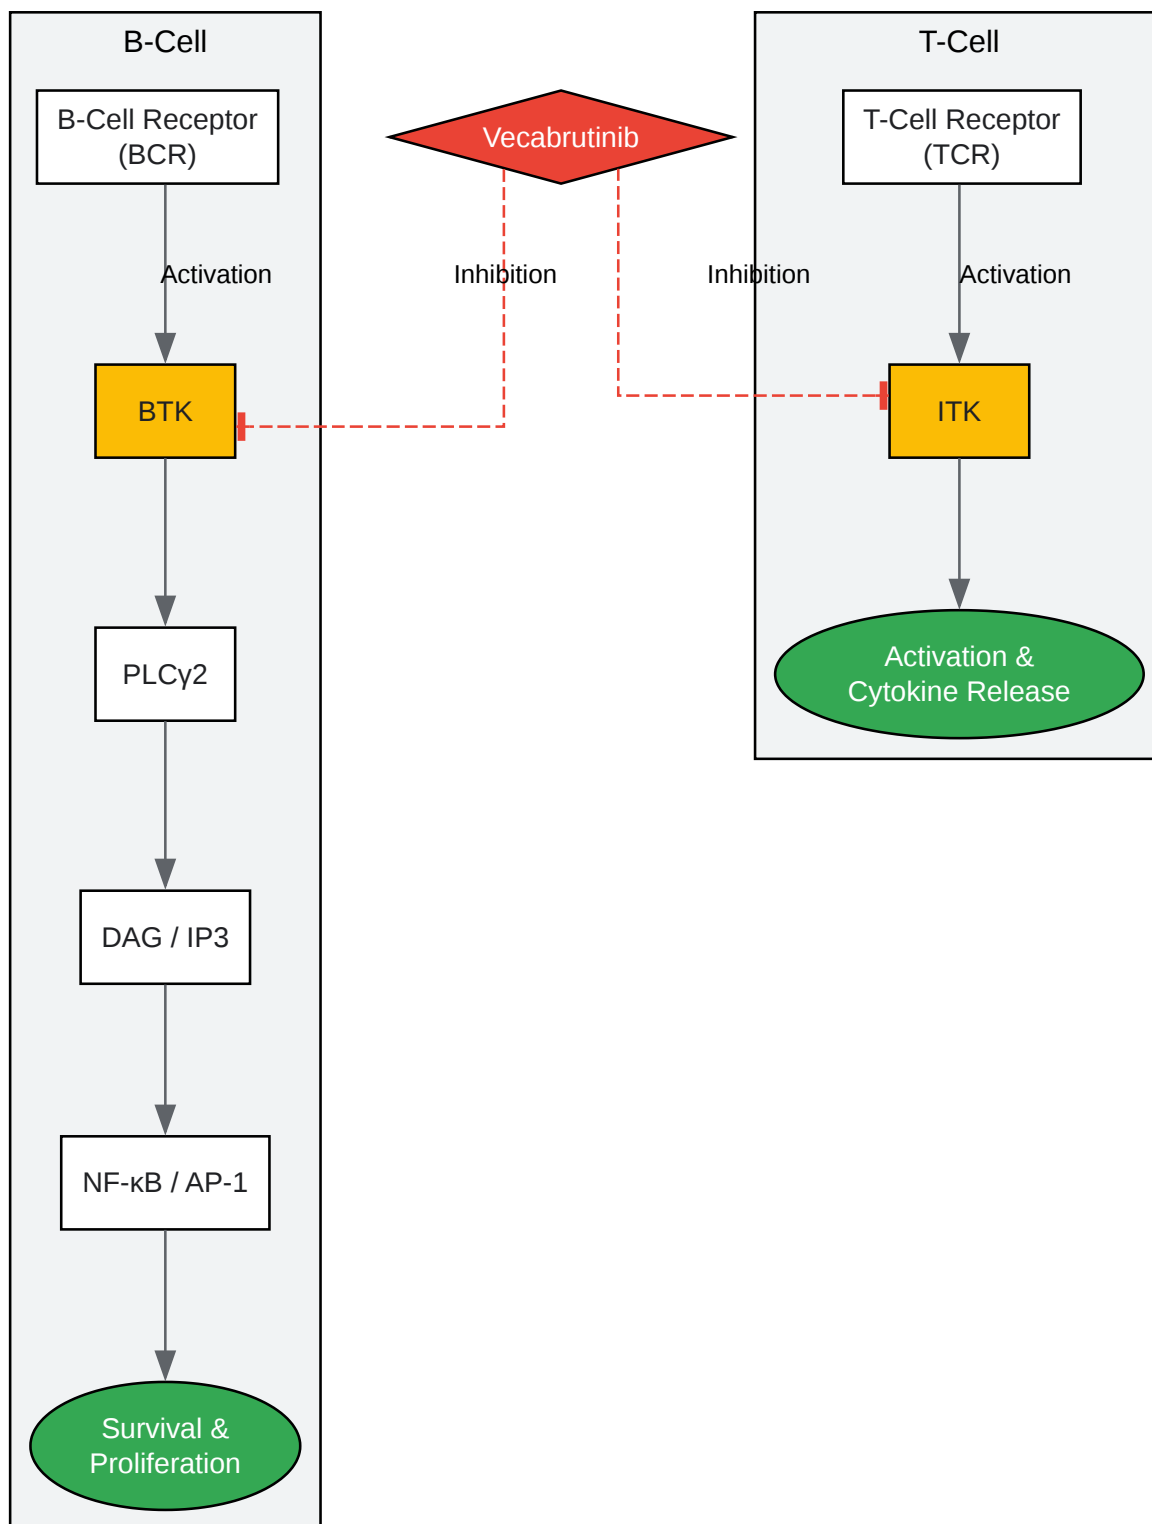 B-Cell
B-Cell Receptor
(BCR)
Activation
BTK
PLCγ2
DAG / IP3
NF-κB / AP-1
Survival &
Proliferation
Vecabrutinib
Inhibition
Inhibition
T-Cell
T-Cell Receptor
(TCR)
Activation
ITK
Activation &
Cytokine Release